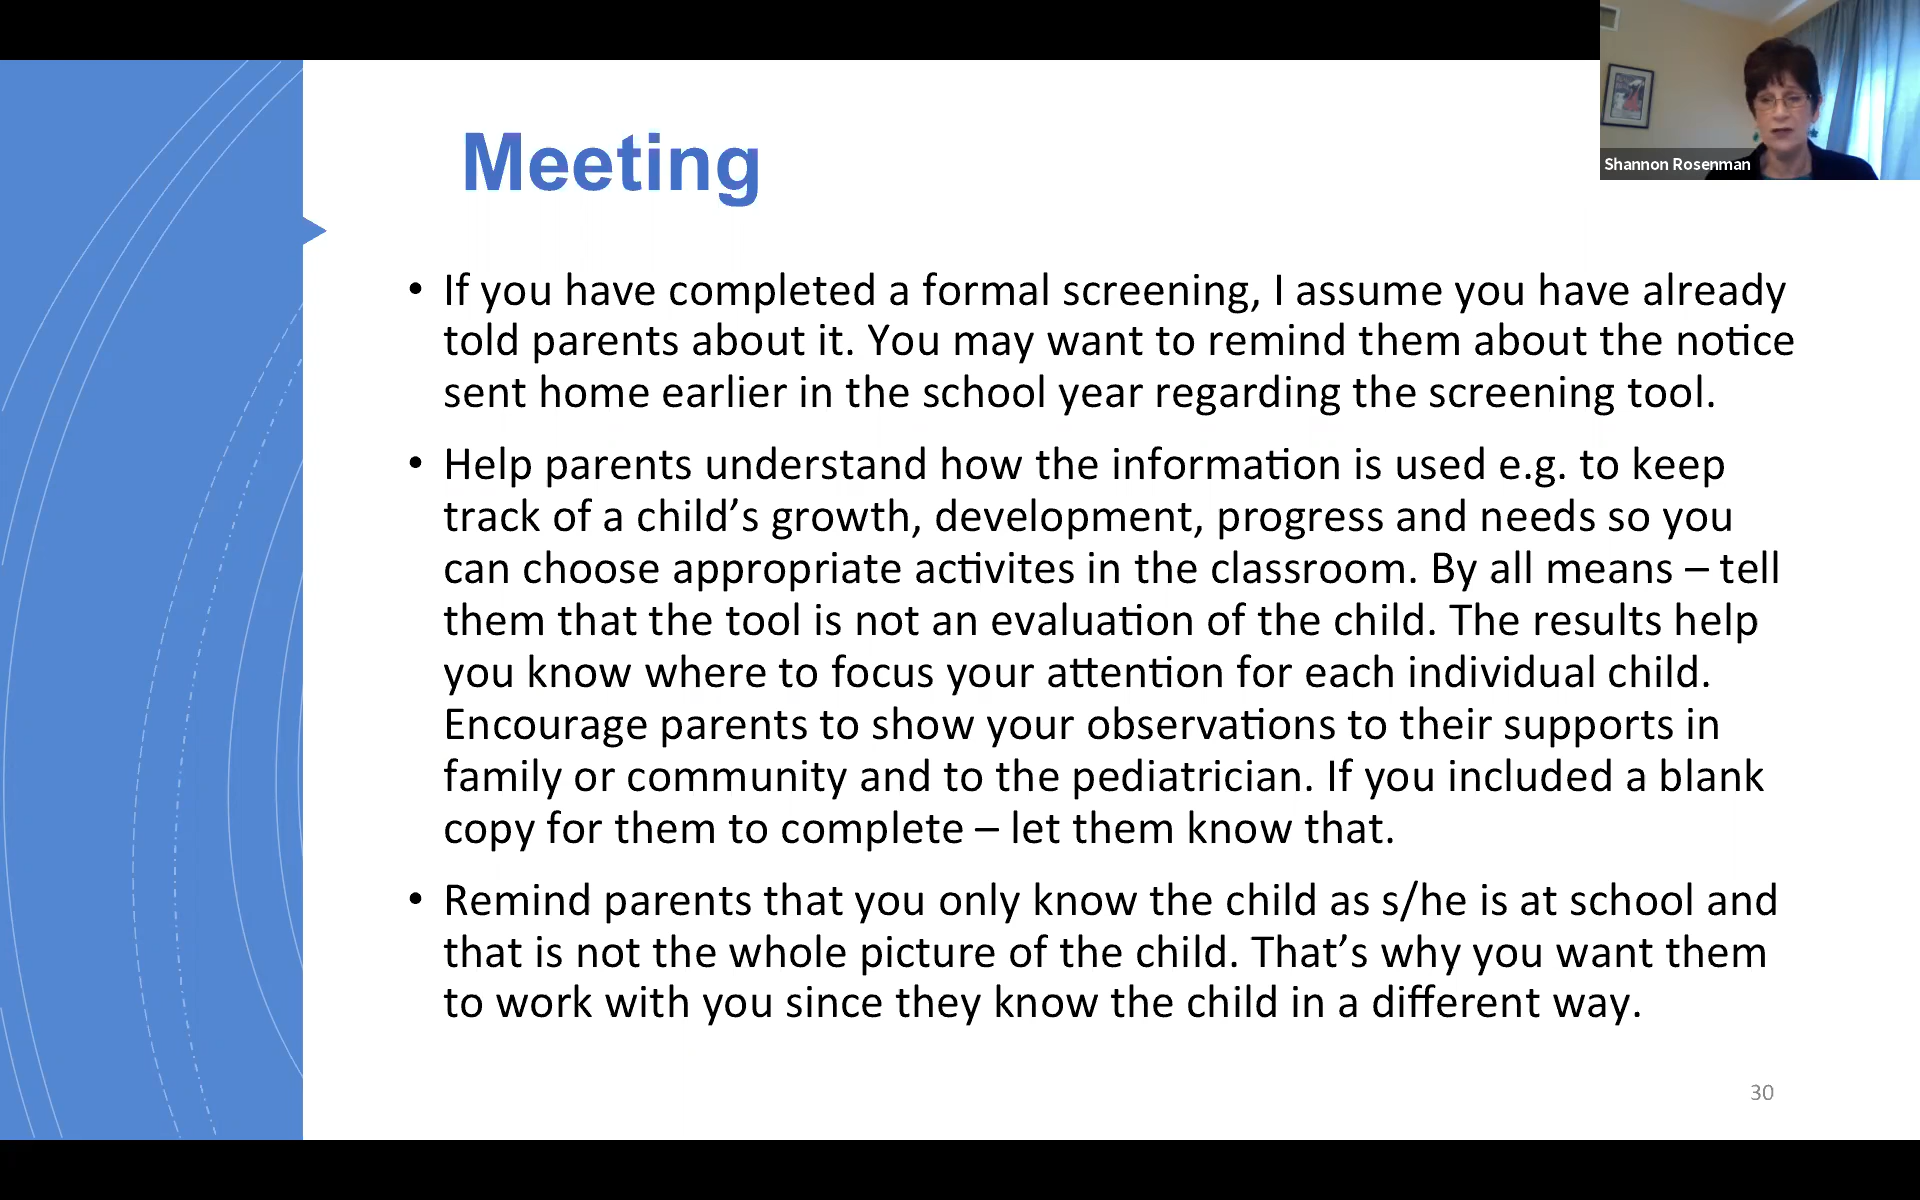 Meeting
Shannon Rosenman
• If you have completed a formal screening, I assume you have already
told parents about it. You may want to remind them about the notice
sent home earlier in the school year regarding the screening tool.
• Help parents understand how the information is used e.g. to keep
track of a child’s growth, development, progress and needs so you
can choose appropriate activites in the classroom. By all means – tell
them that the tool is not an evaluation of the child. The results help
you know where to focus your attention for each individual child.
Encourage parents to show your observations to their supports in
family or community and to the pediatrician. If you included a blank
copy for them to complete – let them know that.
• Remind parents that you only know the child as s/he is at school and
that is not the whole picture of the child. That’s why you want them
to work with you since they know the child in a different way.
30